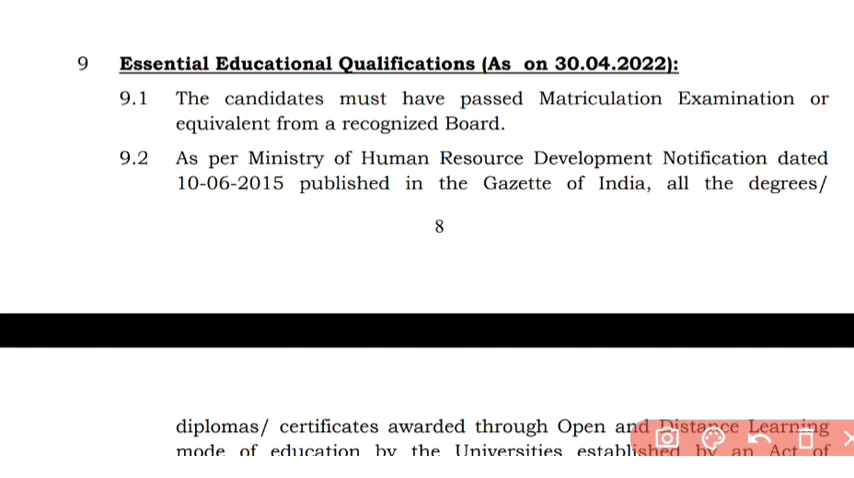 9 Essential Educational Qualifications (As on 30.04.2022):
9.1 The candidates must have passed Matriculation Examination or
equivalent from a recognized Board.
9.2 As per Ministry of Human Resource Development Notification dated
10-06-2015 published in the Gazette of India, all the degrees/
8
diplomas/ certificates awarded through Open and Distance Learning
mode of education by the Universities established by an Act of